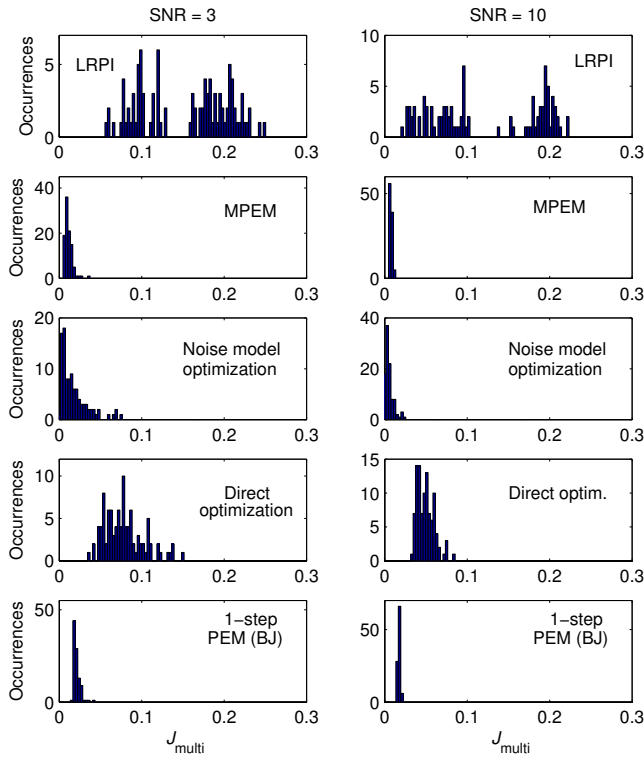 SNR = 3
SNR = 10
Occurrences
LRPI
6
4
2
0
0 0.1 0.2 0.3
LRPI
10
5
0
0 0.1 0.2 0.3
Occurrences
MPEM
40
20
0
0 0.1 0.2 0.3
MPEM
50
0
0 0.1 0.2 0.3
Occurrences
Noise model
optimization
20
10
0
0 0.1 0.2 0.3
Noise model
optimization
40
20
0
0 0.1 0.2 0.3
Occurrences
Direct
optimization
10
5
0
0 0.1 0.2 0.3
Direct optim.
15
10
5
0
0 0.1 0.2 0.3
Occurrences
1−step
PEM (BJ)
50
0
0 0.1 0.2 0.3
J multi
1−step
PEM (BJ)
50
0
0 0.1 0.2 0.3
J multi